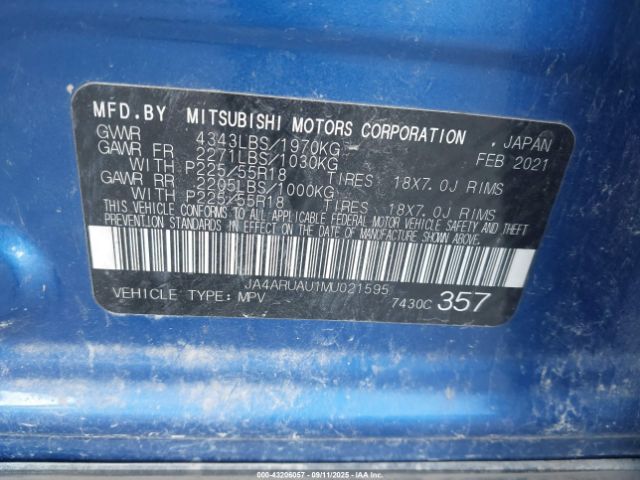 MFD.BY MITSUBISHI MOTORS CORPORATION , JAPAN
GVWR 4343LBS/1970KG FEB 2021
GAWR FR 2271LBS/1030KG
WITH P225/55R18 TIRES 18X7.0J RIMS
GAWR RR 2205LBS/1000KG
WITH P225/55R18 TIRES 18X7.0J RIMS
THIS VEHICLE CONFORMS TO ALL APPLICABLE FEDERAL MOTOR VEHICLE SAFETY AND THEFT
PREVENTION STANDARDS IN EFFECT ON THE DATE OF MANUFACTURE SHOWN ABOVE.
JA4ARUAU1MU021595
VEHICLE TYPE: MPV 7430C 357
000-43206057 - 09/11/2025 - IAAI.COM